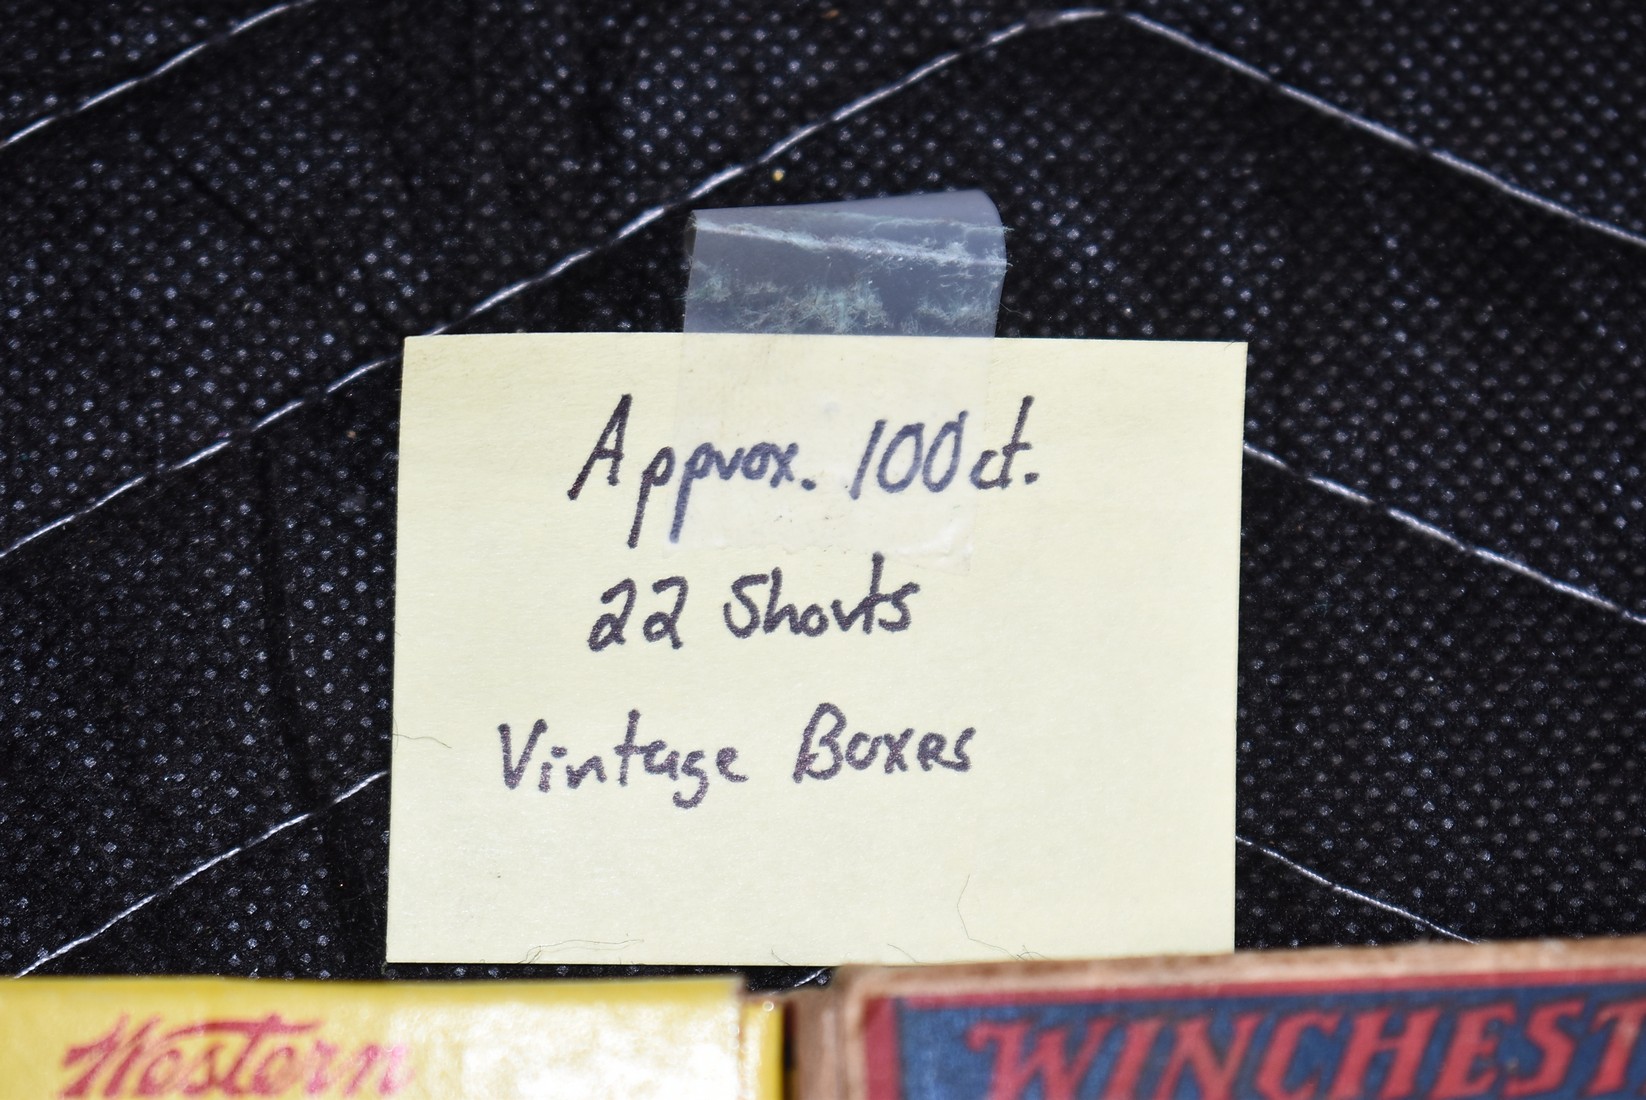 Approx. 100ct.
22 Shorts
Vintage Boxes
Western
WINCHEST